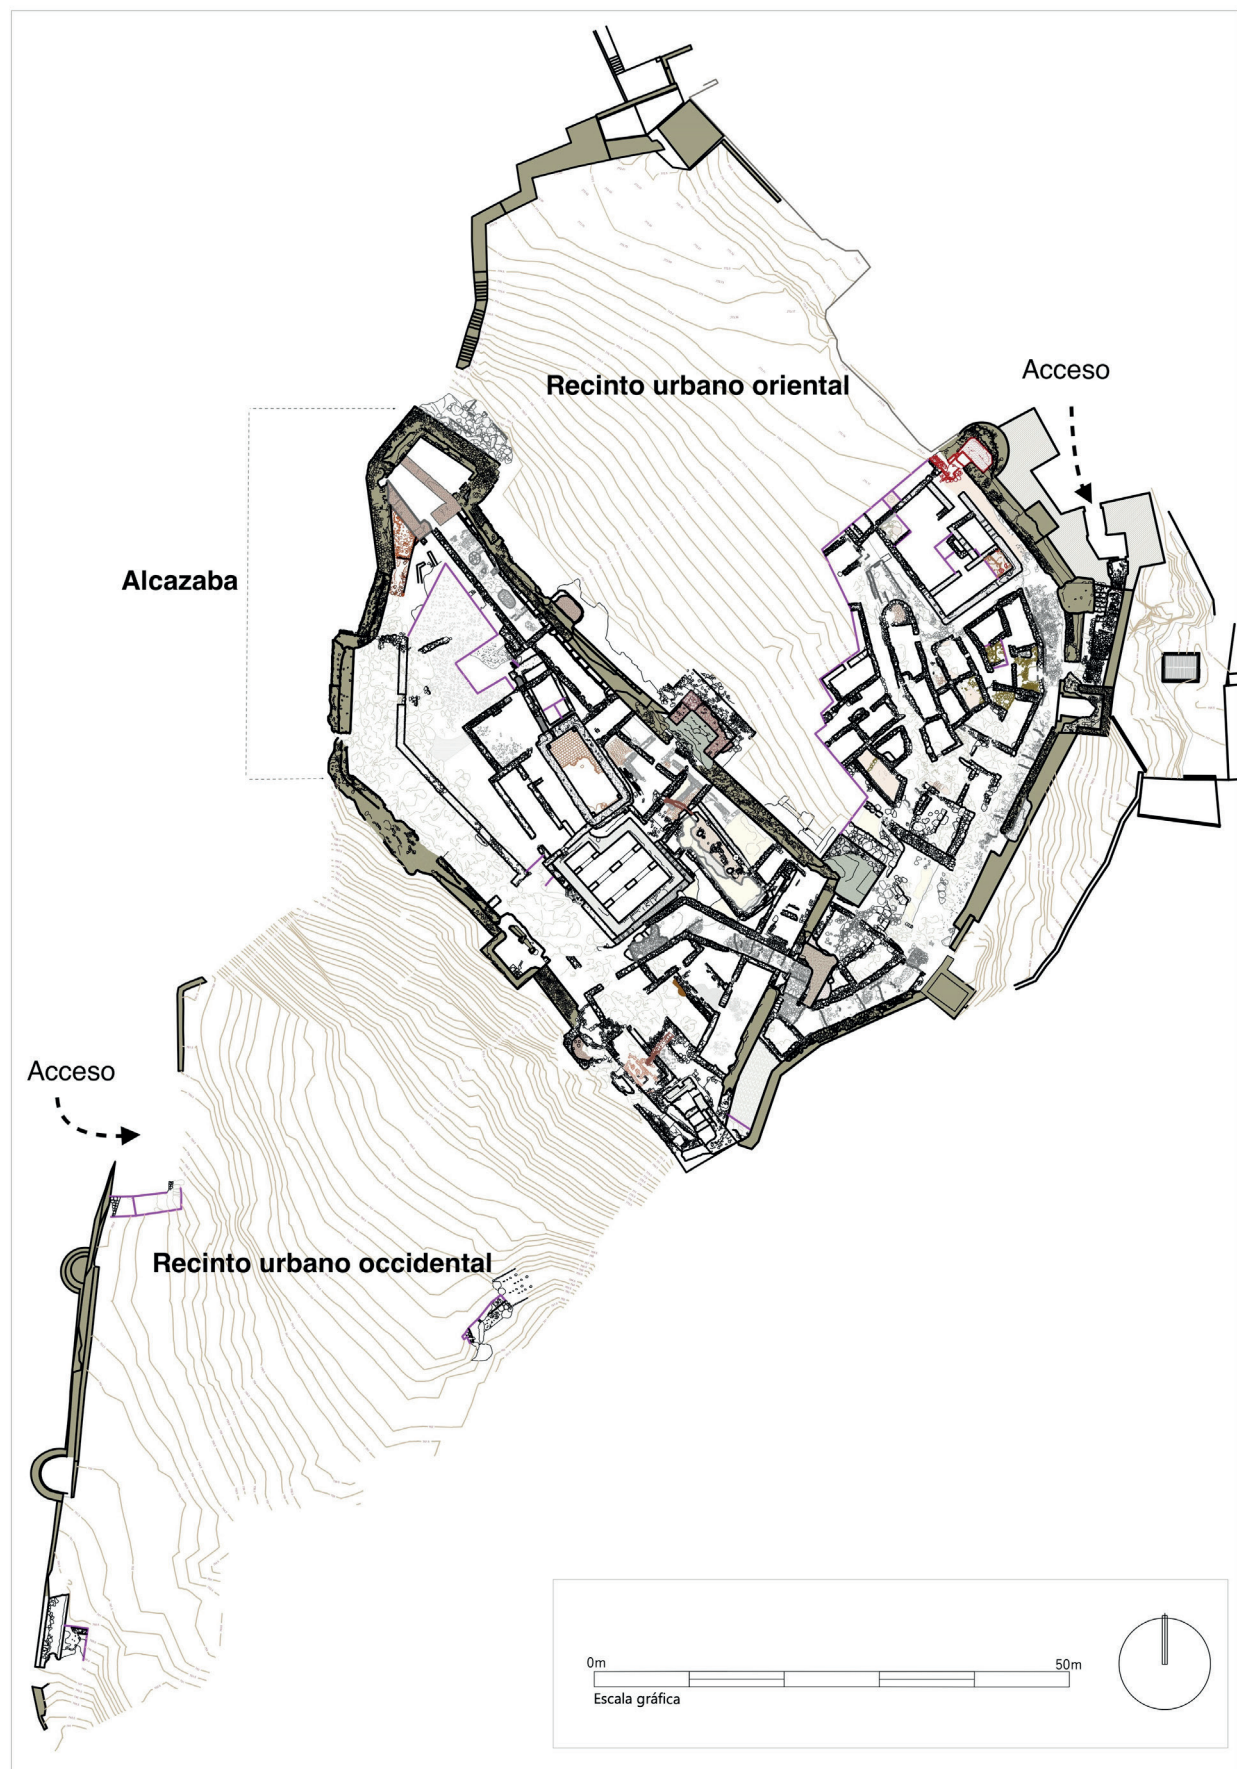 Recinto urbano oriental
Acceso
Alcazaba
Acceso
Recinto urbano occidental
0m
50m
Escala gráfica